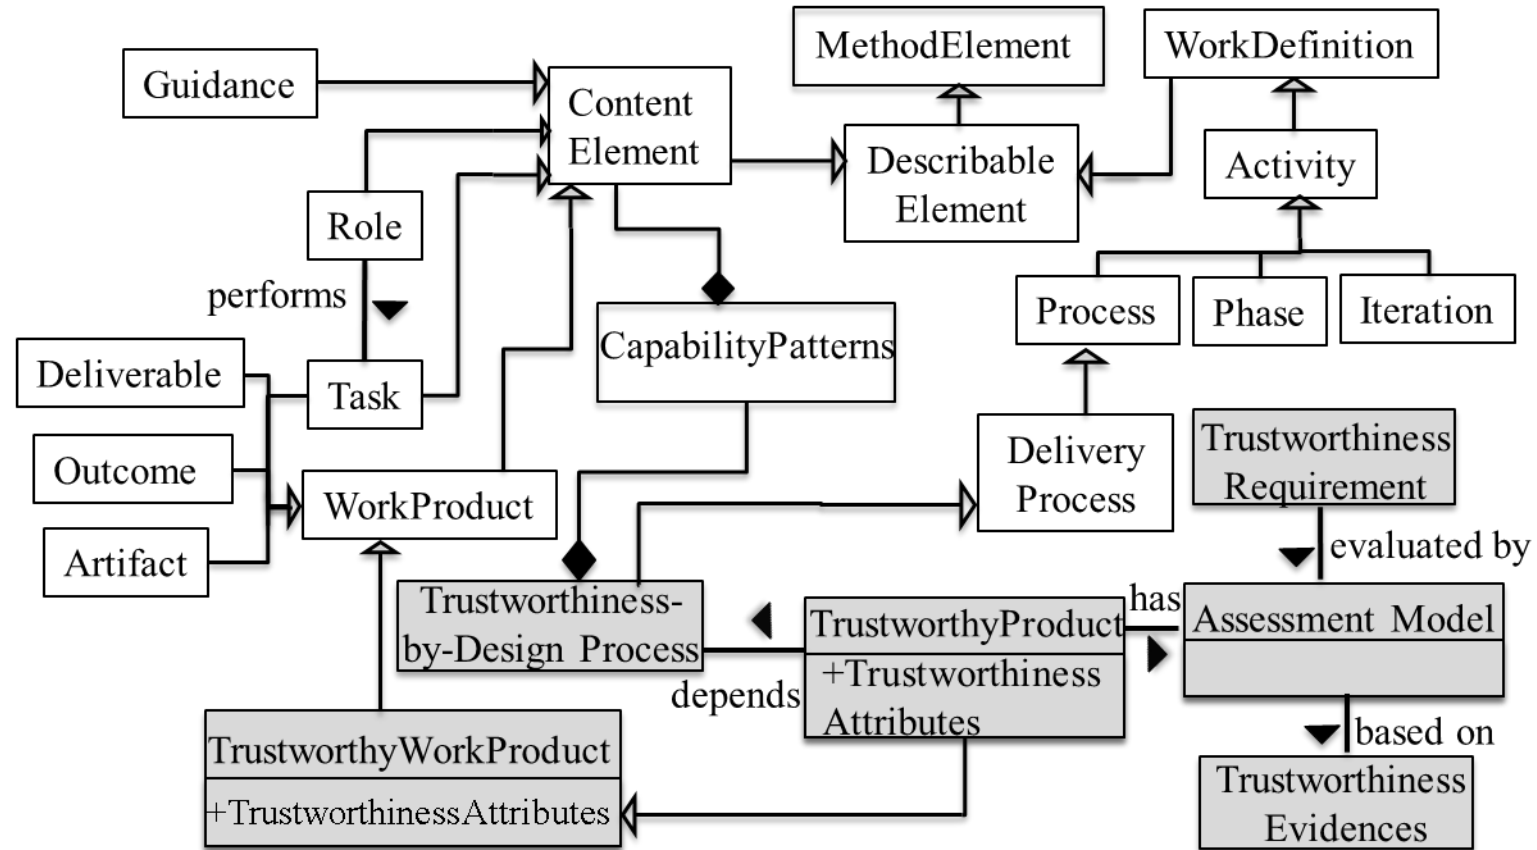 MethodElement
WorkDefinition
Guidance
Content
Element
Describable
Element
Activity
Role
performs
Process
Phase
Iteration
CapabilityPatterns
Deliverable
Task
Outcome
WorkProduct
Artifact
Delivery
Process
Trustworthiness
Requirement
evaluated by
Trustworthiness-
by-Design Process
depends
TrustworthyProduct
+Trustworthiness
Attributes
has
Assessment Model
based on
TrustworthyWorkProduct
+TrustworthinessAttributes
Trustworthiness
Evidences